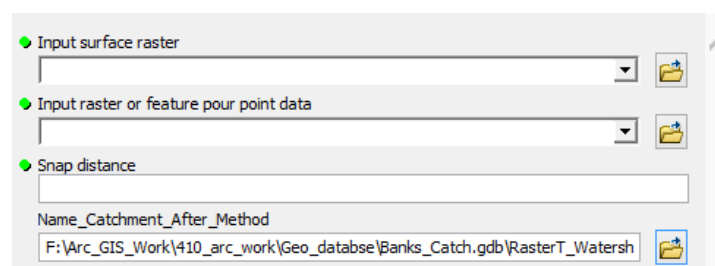 Input surface raster
Input raster or feature pour point data
Snap distance
Name_Catchment_After_Method
F:\Arc_GIS_Work\410_arc_work\Geo_databse\Banks_Catch.gdb\RasterT_Watersh